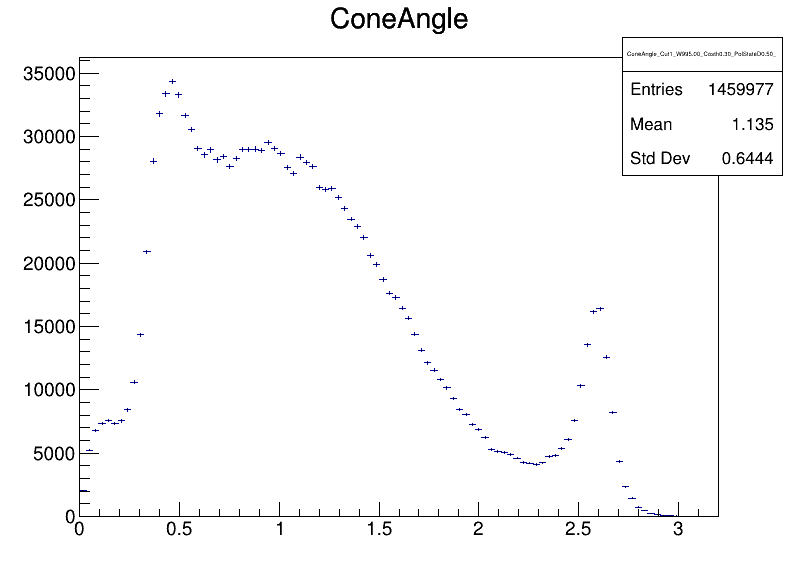 ConeAngle
ConeAngle_Cut1_W995.00_Costh0.30_PolStateD0.50_
Entries 1459977
Mean 1.135
Std Dev 0.6444
35000
30000
25000
20000
15000
10000
5000
0
0 0.5 1 1.5 2 2.5 3